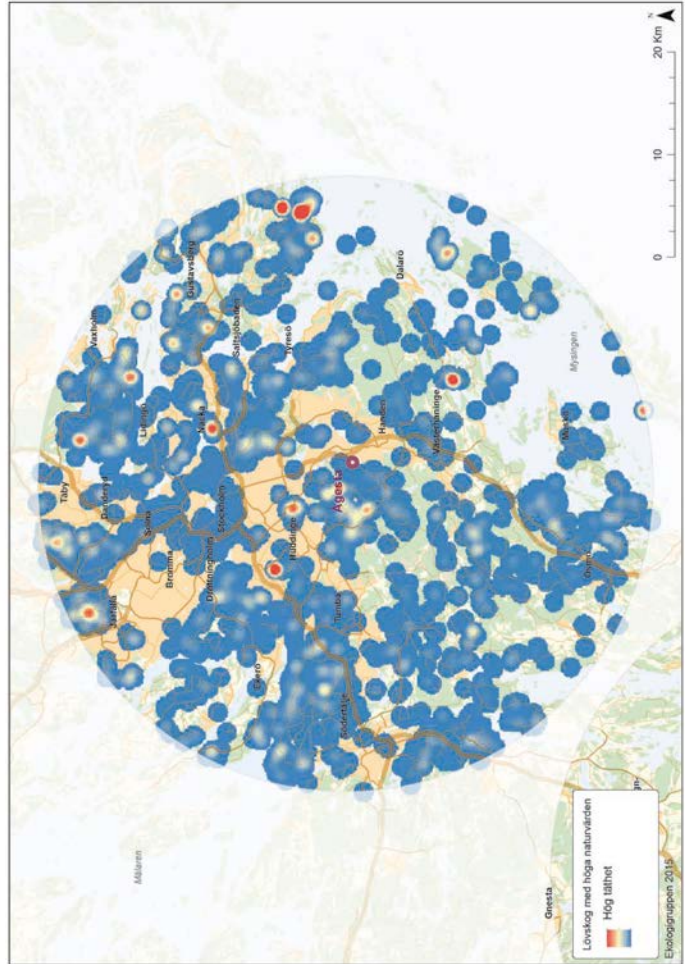 N
20 Km
10
0
Täby
Vaxholm
Danderyd
Gustavsberg
Lidingö
Järfälla
Solna
Nacka
Saltsjöbaden
Bromma
Stockholm
Drottningholm
Tyresö
Dalarö
Huddinge
Ekerö
Ågesta
Handen
Tumba
Västerhaninge
Mysingen
Södertälje
Muskö
Ösmo
Mälaren
Gnesta
Lövskog med höga naturvärden
Hög täthet
Ekologigruppen 2015